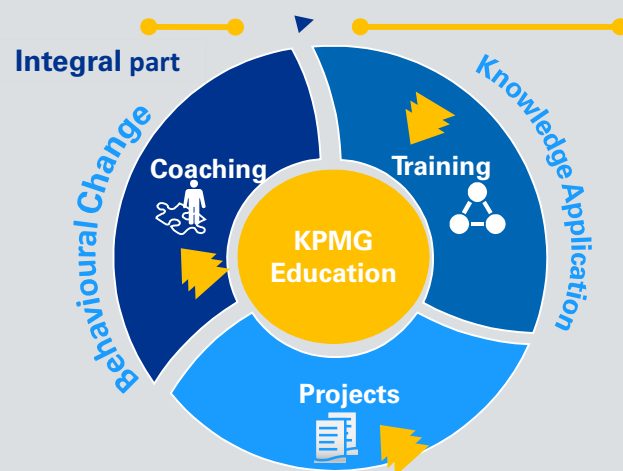 Integral part
Behavioural Change
Knowledge Application
Coaching
Training
KPMG
Education
Projects